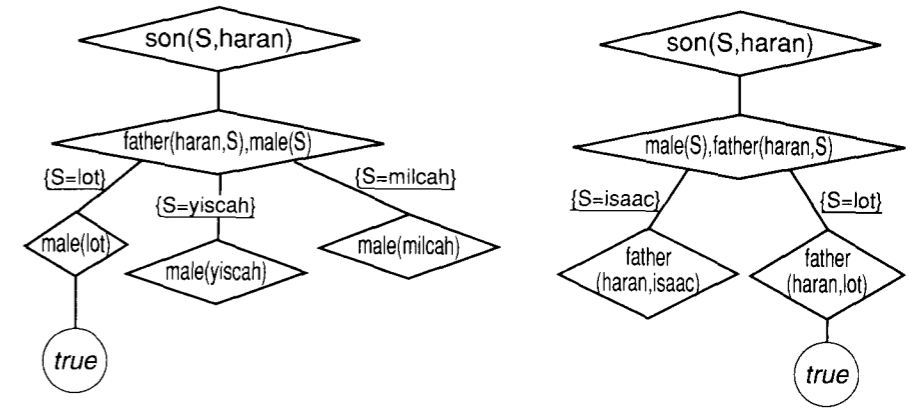 son(S,haran)
father(haran,S),male(S)
{S=lot}
{S=yiscah}
{S=milcah}
male(lot)
male(yiscah)
male(milcah)
true
son(S,haran)
male(S),father(haran,S)
{S=isaac}
{S=lot}
father
(haran,isaac)
father
(haran,lot)
true